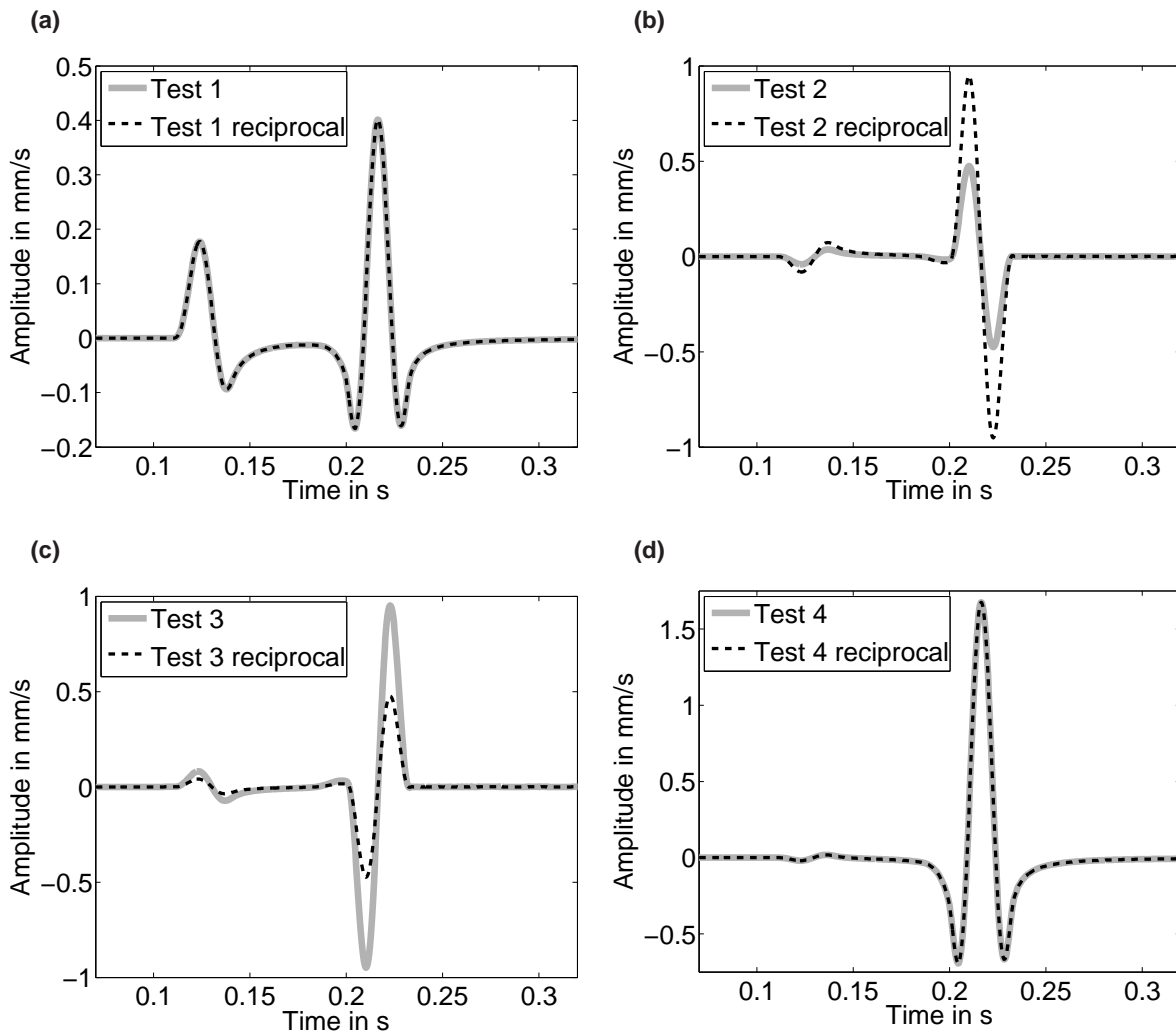 (a)
0.5
0.4
0.3
0.2
0.1
0
−0.1
−0.2
Amplitude in mm/s
Test 1
Test 1 reciprocal
0.1 0.15 0.2 0.25 0.3
Time in s
(b)
1
0.5
0
−0.5
−1
Amplitude in mm/s
Test 2
Test 2 reciprocal
0.1 0.15 0.2 0.25 0.3
Time in s
(c)
1
0.5
0
−0.5
−1
Amplitude in mm/s
Test 3
Test 3 reciprocal
0.1 0.15 0.2 0.25 0.3
Time in s
(d)
1.5
1
0.5
0
−0.5
Amplitude in mm/s
Test 4
Test 4 reciprocal
0.1 0.15 0.2 0.25 0.3
Time in s